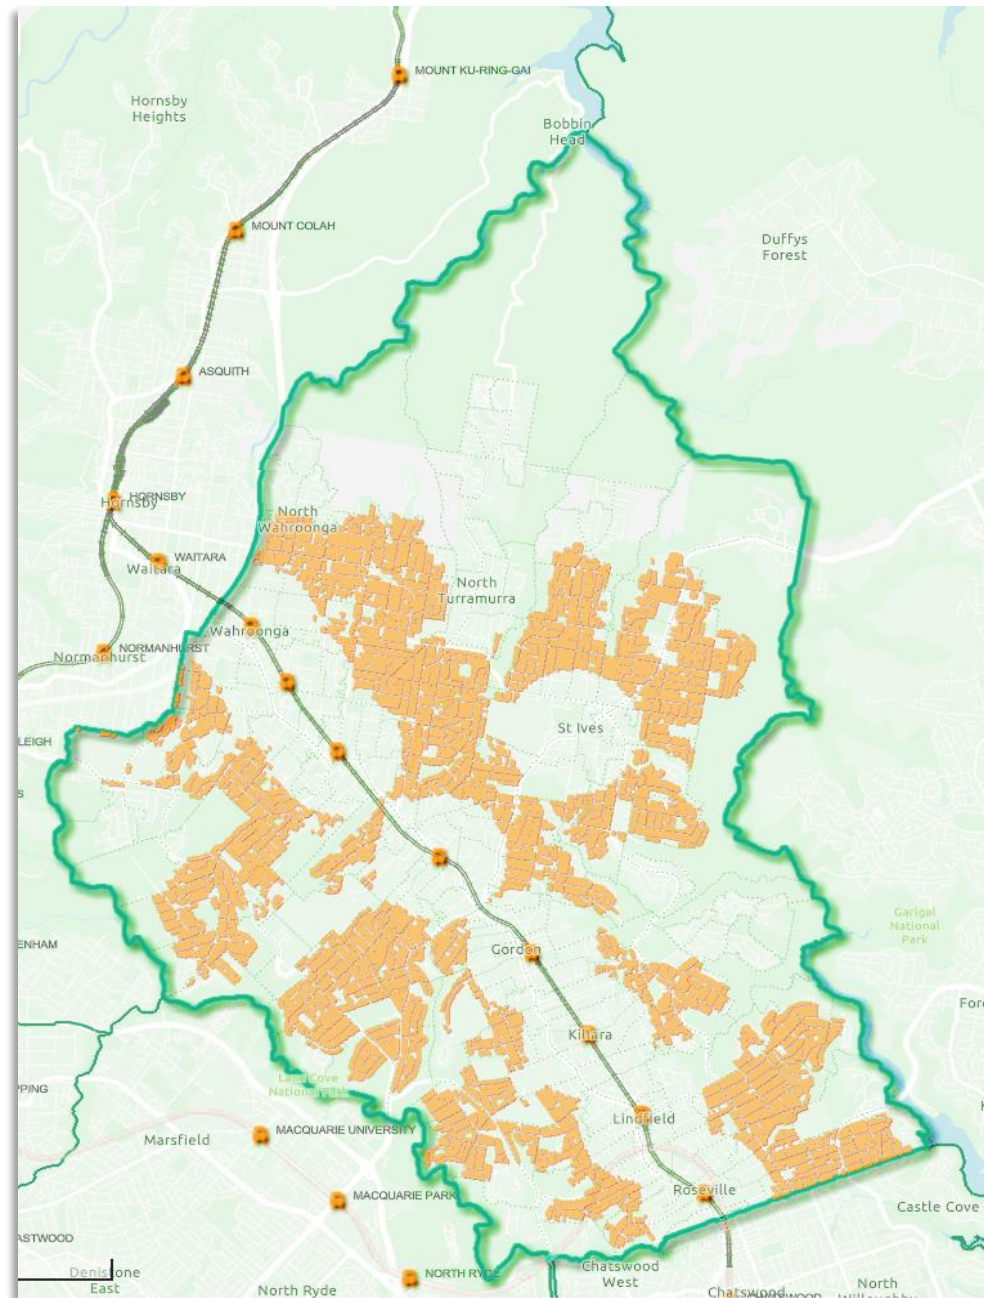 MOUNT KU-RING-GAI
Hornsby
Heights
Bobbin
Head
MOUNT COLAH
Duffys
Forest
ASQUITH
HORNSBY
Hornsby
North
Wahroonga
WAITARA
Waitara
North
Turramurra
Wahroonga
NORMANHURST
Normanhurst
St Ives
LEIGH
S
Garigal
National
Park
ENHAM
Gordon
Fore
Killara
Lane Cove
National Park
PPING
Lindfield
Marsfield
MACQUARIE UNIVERSITY
Roseville
MACQUARIE PARK
Castle Cove
ASTWOOD
Denistone
East
NORTH RYDE
North Ryde
Chatswood
West
Chatswood
North